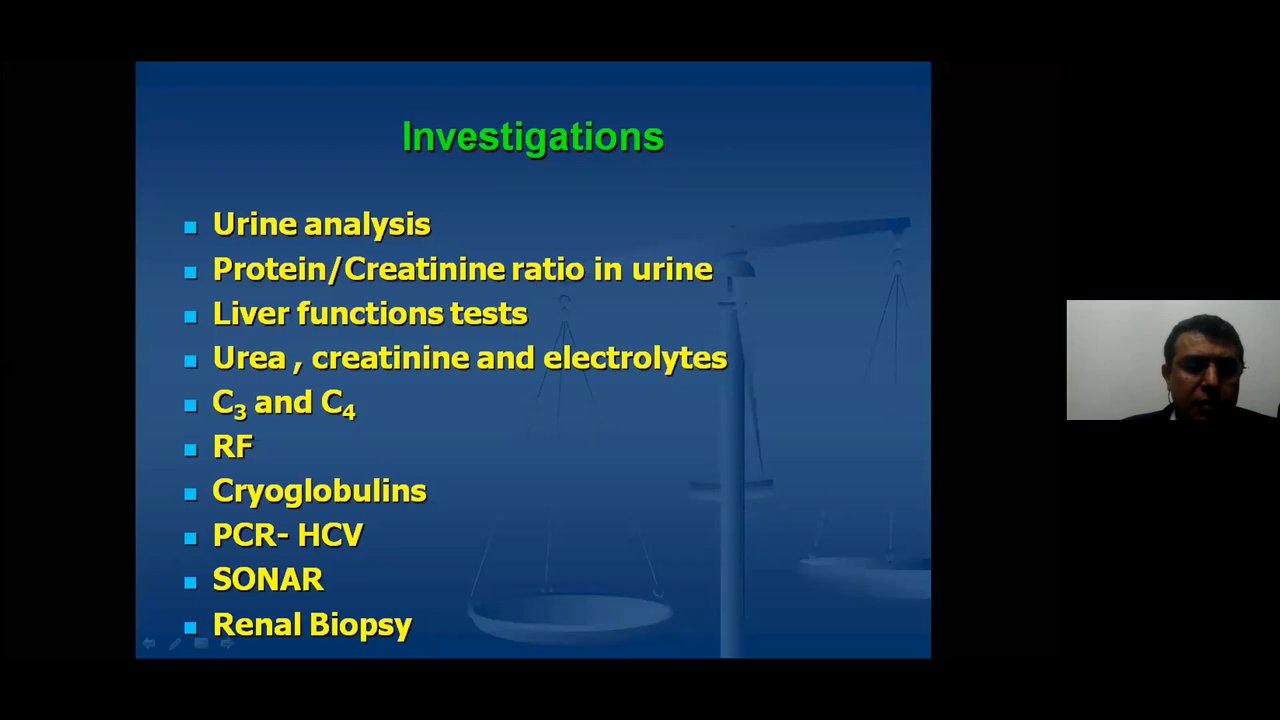 Investigations
Urine analysis
Protein/Creatinine ratio in urine
Liver functions tests
Urea , creatinine and electrolytes
C₃ and C₄
RF
Cryoglobulins
PCR- HCV
SONAR
Renal Biopsy